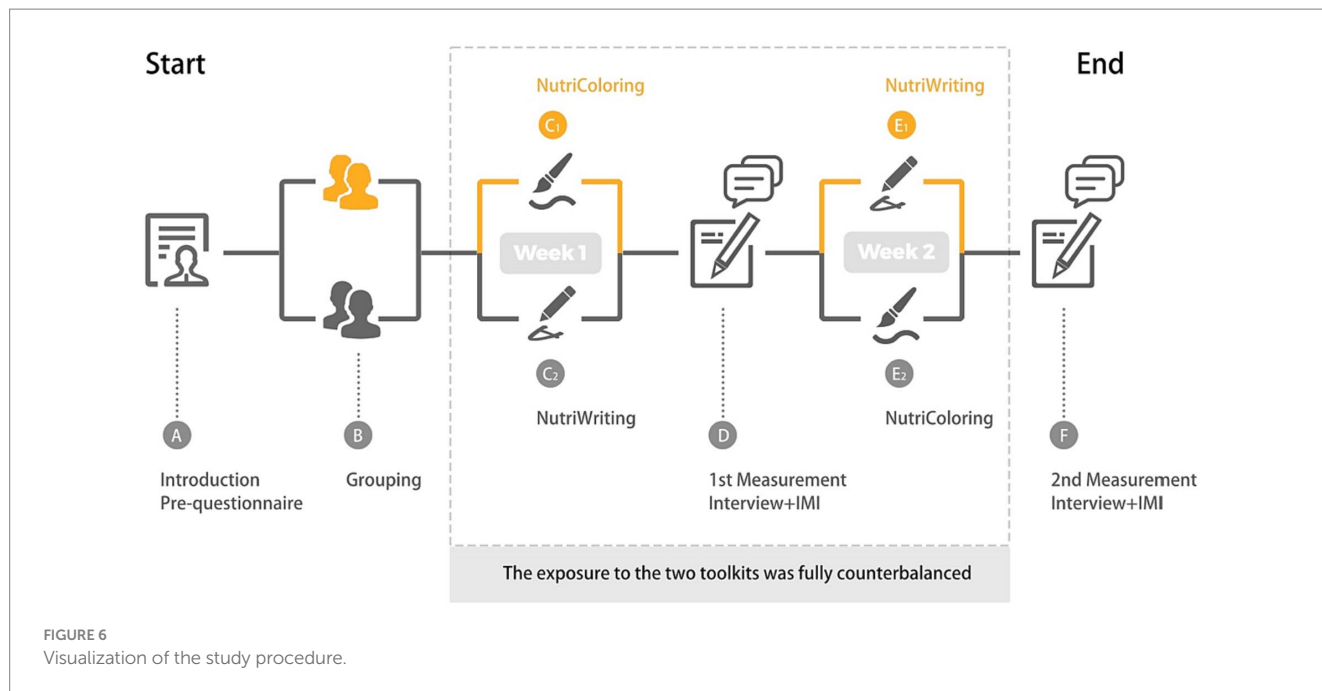 Start
End
NutriColoring
NutriWriting
C1
E1
Week 1
Week 2
C2
E2
NutriWriting
NutriColoring
A
B
D
F
Introduction
Pre-questionnaire
Grouping
1st Measurement
Interview+IMI
2nd Measurement
Interview+IMI
The exposure to the two toolkits was fully counterbalanced
FIGURE 6
Visualization of the study procedure.